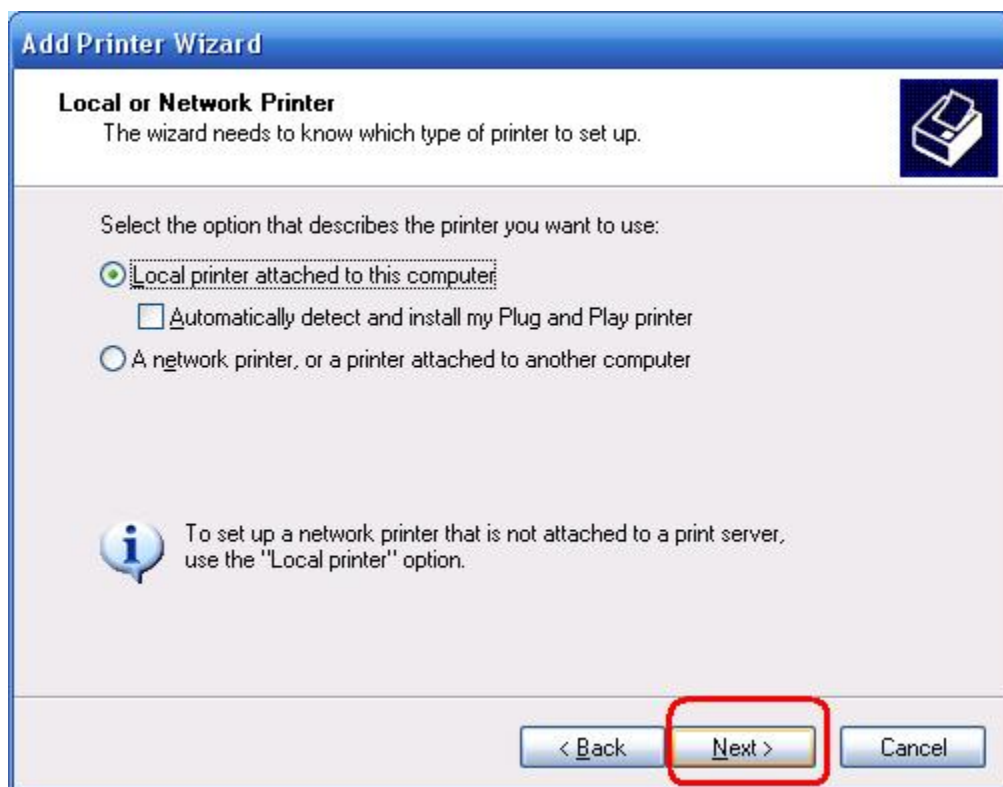 Add Printer Wizard
Local or Network Printer
The wizard needs to know which type of printer to set up.
Select the option that describes the printer you want to use:
Local printer attached to this computer
Automatically detect and install my Plug and Play printer
A network printer, or a printer attached to another computer
To set up a network printer that is not attached to a print server,
use the "Local printer" option.
< Back Next > Cancel